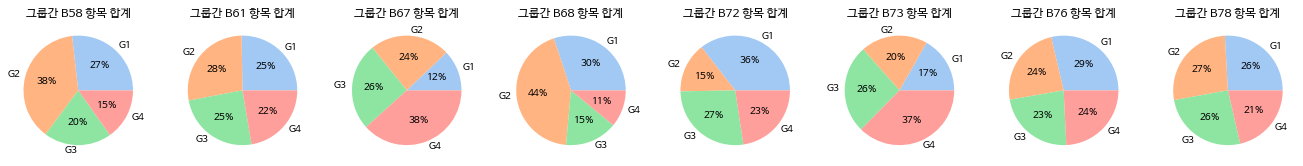 그룹간 B58 항목 합계
G1
27%
G2
38%
G3
20%
G4
15%
그룹간 B61 항목 합계
G1
25%
G2
28%
G3
25%
G4
22%
그룹간 B67 항목 합계
G1
12%
G2
24%
G3
26%
G4
38%
그룹간 B68 항목 합계
G1
30%
G2
44%
G3
15%
G4
11%
그룹간 B72 항목 합계
G1
36%
G2
15%
G3
27%
G4
23%
그룹간 B73 항목 합계
G1
17%
G2
20%
G3
26%
G4
37%
그룹간 B76 항목 합계
G1
29%
G2
24%
G3
23%
G4
24%
그룹간 B78 항목 합계
G1
26%
G2
27%
G3
26%
G4
21%